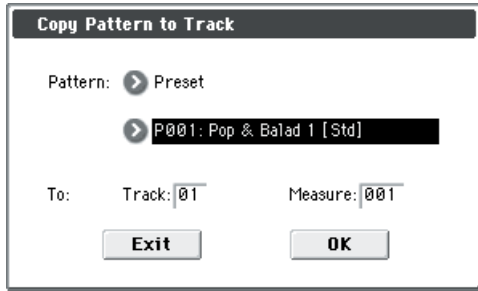 Copy Pattern to Track
Pattern: Preset
P001: Pop & Balad 1 [Std]
To: Track: 01 Measure: 001
Exit OK